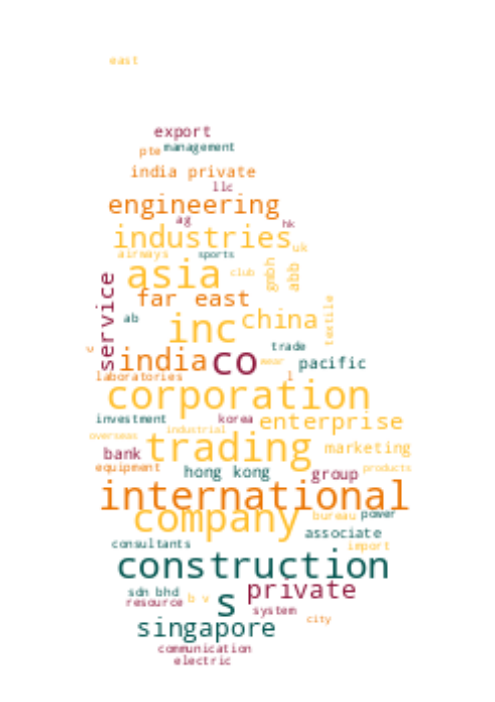 east
export
pte management
india private
llc
engineering
ag hk
industries uk
airways sports
asia club gmbh abb
service far east textile
ab inc china
trade
c india co wear pacific
laboratories l
corporation
investment korea enterprise
overseas industrial
trading marketing
bank
equipment hong kong group products
international
company bureau power
associate
consultants import
construction
sdn bhd private
resource b v s system
city
singapore
communication
electric